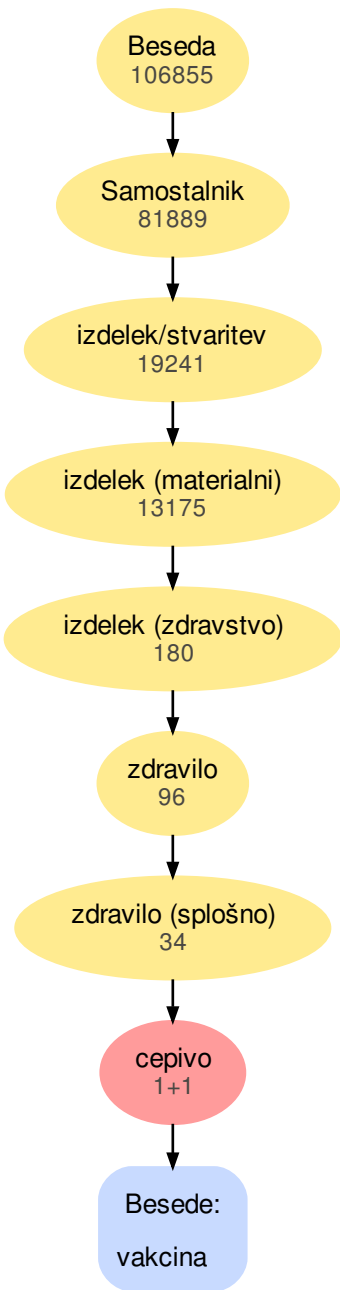 Beseda
106855
Samostalnik
81889
izdelek/stvaritev
19241
izdelek (materialni)
13175
izdelek (zdravstvo)
180
zdravilo
96
zdravilo (splošno)
34
cepivo
1+1
Besede:
vakcina